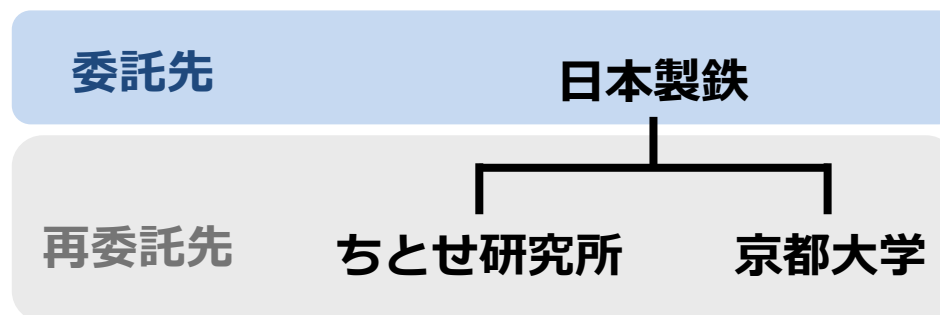 委託先
日本製鉄
再委託先
ちとせ研究所
京都大学